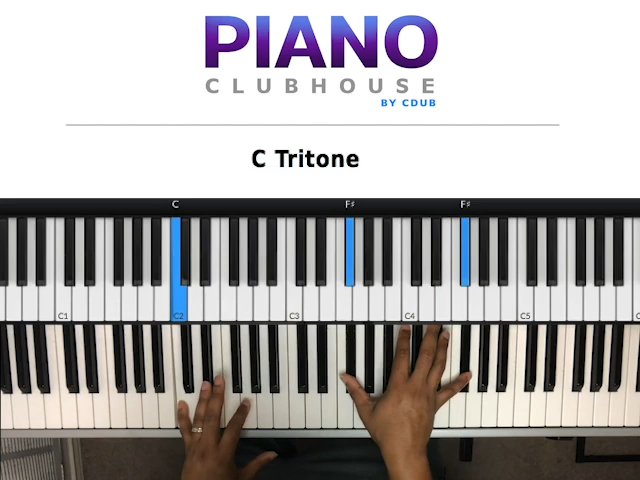 PIANO
CLUBHOUSE
BY CDUB
C Tritone
C F♯ F♯
C1 C2 C3 C4 C5 C